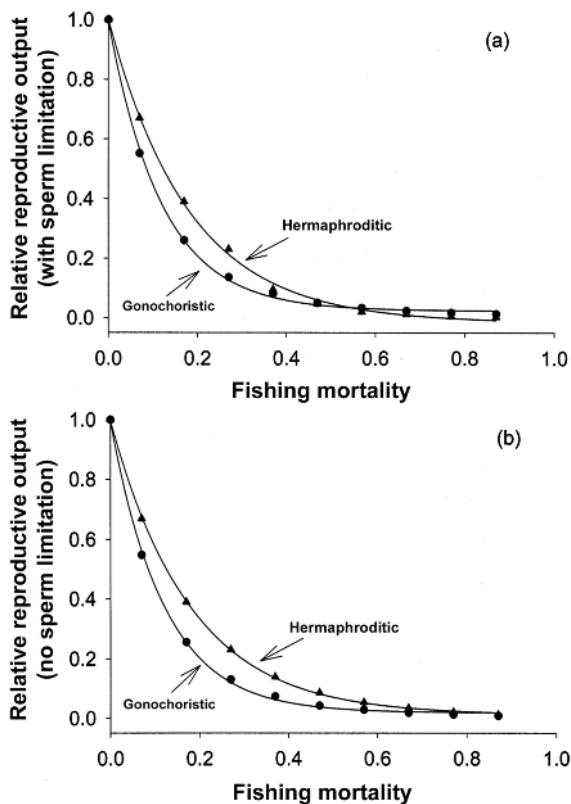 (a)
Relative reproductive output
(with sperm limitation)
1.0
0.8
0.6
0.4
0.2
0.0
Hermaphroditic
Gonochoristic
0.0 0.2 0.4 0.6 0.8 1.0
Fishing mortality
(b)
Relative reproductive output
(no sperm limitation)
1.0
0.8
0.6
0.4
0.2
0.0
Hermaphroditic
Gonochoristic
0.0 0.2 0.4 0.6 0.8 1.0
Fishing mortality